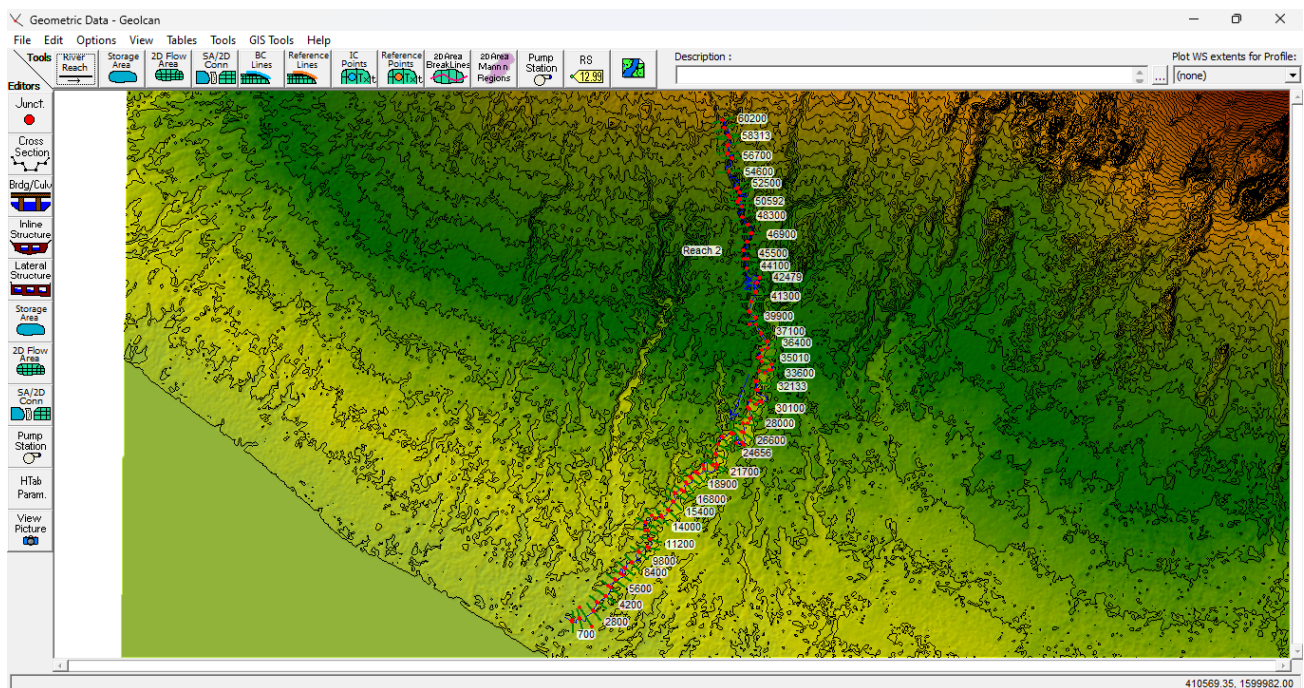 Geometric Data - Geolcan
File Edit Options View Tables Tools GIS Tools Help
Tools
Editors
River Reach
Storage Area
2D Flow Area
SA/2D Conn
BC Lines
Reference Lines
IC Points
Reference Points
2D Area BreakLines
2D Area Mann n Regions
Pump Station
RS
12.99
Description :
...
Plot WS extents for Profile:
(none)
Junct.
Cross Section
Brdg/Culv
Inline Structure
Lateral Structure
Storage Area
2D Flow Area
SA/2D Conn
Pump Station
HTab Param.
View Picture
60200
58313
56700
54600
52500
50592
48300
46900
Reach 2
45500
44100
42479
41300
39900
37100
36400
35010
33600
32133
30100
28000
26600
24656
21700
18900
16800
15400
14000
11200
9800
8400
5600
4200
2800
700
410569.35, 1599982.00